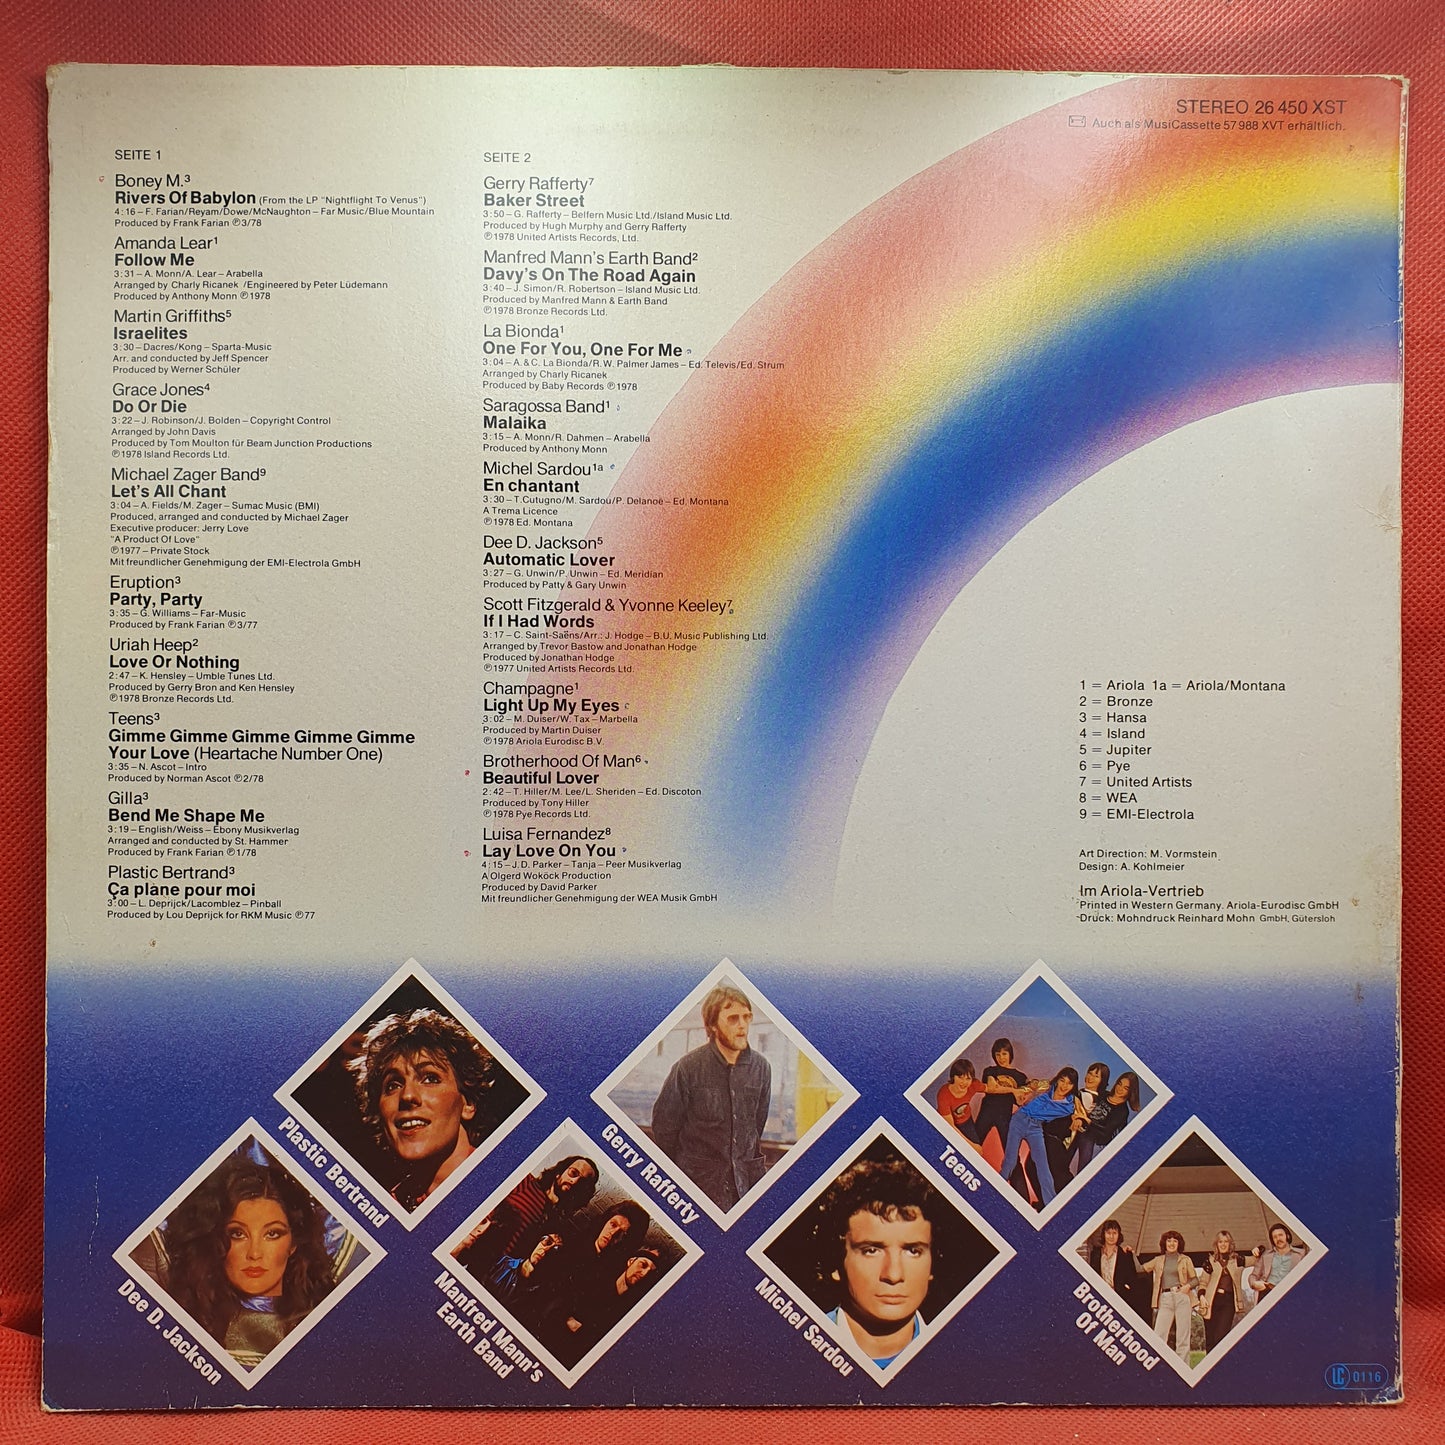 STEREO 26 450 XST
Auch als MusiCassette 57 988 XVT erhältlich.
SEITE 1
Boney M.³
Rivers Of Babylon (From the LP "Nightflight To Venus")
4:16 – F. Farian/Reyam/Dowe/McNaughton – Far Music/Blue Mountain
Produced by Frank Farian ℗ 3/78
Amanda Lear¹
Follow Me
3:31 – A. Monn/A. Lear – Arabella
Arranged by Charly Ricanek /Engineered by Peter Lüdemann
Produced by Anthony Monn ℗ 1978
Martin Griffiths⁵
Israelites
3:30 – Dacres/Kong – Sparta-Music
Arr. and conducted by Jeff Spencer
Produced by Werner Schüler
Grace Jones⁴
Do Or Die
3:22 – J. Robinson/J. Bolden – Copyright Control
Arranged by John Davis
Produced by Tom Moulton für Beam Junction Productions
℗ 1978 Island Records Ltd.
Michael Zager Band⁹
Let's All Chant
3:04 – A. Fields/M. Zager – Sumac Music (BMI)
Produced, arranged and conducted by Michael Zager
Executive producer: Jerry Love
"A Product Of Love"
℗ 1977 – Private Stock
Mit freundlicher Genehmigung der EMI-Electrola GmbH
Eruption³
Party, Party
3:35 – G. Williams – Far-Music
Produced by Frank Farian ℗ 3/77
Uriah Heep²
Love Or Nothing
2:47 – K. Hensley – Umble Tunes Ltd.
Produced by Gerry Bron and Ken Hensley
℗ 1978 Bronze Records Ltd.
Teens³
Gimme Gimme Gimme Gimme Gimme
Your Love (Heartache Number One)
3:35 – N. Ascot – Intro
Produced by Norman Ascot ℗ 2/78
Gilla³
Bend Me Shape Me
3:19 – English/Weiss – Ebony Musikverlag
Arranged and conducted by St. Hammer
Produced by Frank Farian ℗ 1/78
Plastic Bertrand³
Ça plane pour moi
3:00 – L. Deprijck/Lacomblez – Pinball
Produced by Lou Deprijck for RKM Music ℗ 77
SEITE 2
Gerry Rafferty⁷
Baker Street
3:50 – G. Rafferty – Belfern Music Ltd./Island Music Ltd.
Produced by Hugh Murphy and Gerry Rafferty
℗ 1978 United Artists Records, Ltd.
Manfred Mann's Earth Band²
Davy's On The Road Again
3:40 – J. Simon/R. Robertson – Island Music Ltd.
Produced by Manfred Mann & Earth Band
℗ 1978 Bronze Records Ltd.
La Bionda¹
One For You, One For Me
3:04 – A. & C. La Bionda/R. W. Palmer James – Ed. Televis/Ed. Strum
Arranged by Charly Ricanek
Produced by Baby Records ℗ 1978
Saragossa Band¹
Malaika
3:15 – A. Monn/R. Dahmen – Arabella
Produced by Anthony Monn
Michel Sardou¹ᵃ
En chantant
3:30 – T. Cutugno/M. Sardou/P. Delanoë – Ed. Montana
A Trema Licence
℗ 1978 Ed. Montana
Dee D. Jackson⁵
Automatic Lover
3:27 – G. Unwin/P. Unwin – Ed. Meridian
Produced by Patty & Gary Unwin
Scott Fitzgerald & Yvonne Keeley⁷
If I Had Words
3:17 – C. Saint-Saëns/Arr.: J. Hodge – B.U. Music Publishing Ltd.
Arranged by Trevor Bastow and Jonathan Hodge
Produced by Jonathan Hodge
℗ 1977 United Artists Records Ltd.
Champagne¹
Light Up My Eyes
3:02 – M. Duiser/W. Tax – Marbella
Produced by Martin Duiser
℗ 1978 Ariola Eurodisc B.V.
Brotherhood Of Man⁶
Beautiful Lover
2:42 – T. Hiller/M. Lee/L. Sheriden – Ed. Discoton
Produced by Tony Hiller
℗ 1978 Pye Records Ltd.
Luisa Fernandez⁸
Lay Love On You
4:15 – J. D. Parker – Tanja – Peer Musikverlag
A Olgerd Woköck Production
Produced by David Parker
Mit freundlicher Genehmigung der WEA Musik GmbH
1 = Ariola 1a = Ariola/Montana
2 = Bronze
3 = Hansa
4 = Island
5 = Jupiter
6 = Pye
7 = United Artists
8 = WEA
9 = EMI-Electrola
Art Direction: M. Vormstein
Design: A. Kohlmeier
Im Ariola-Vertrieb
Printed in Western Germany. Ariola-Eurodisc GmbH
Druck: Mohndruck Reinhard Mohn GmbH, Gütersloh
Plastic Bertrand
Gerry Rafferty
Teens
Dee D. Jackson
Manfred Mann's
Earth Band
Michel Sardou
Brotherhood
Of Man
LC 0116